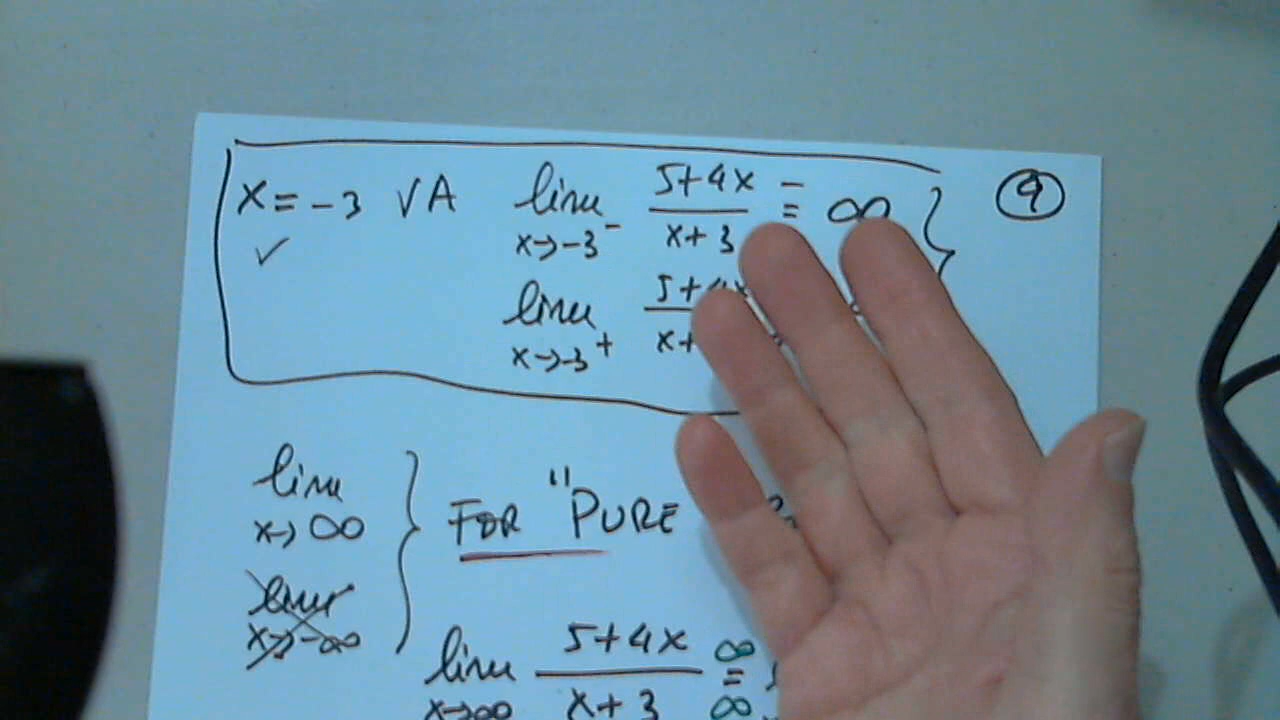 x = -3 VA lim 5+4x = ∞ 9
✓ x→-3⁻ x+3
lim 5+4x
x→-3⁺ x+
lim
x→∞ FOR "PURE
lim
x→-∞
lim 5+4x ∞ =
x→∞ x+3 ∞